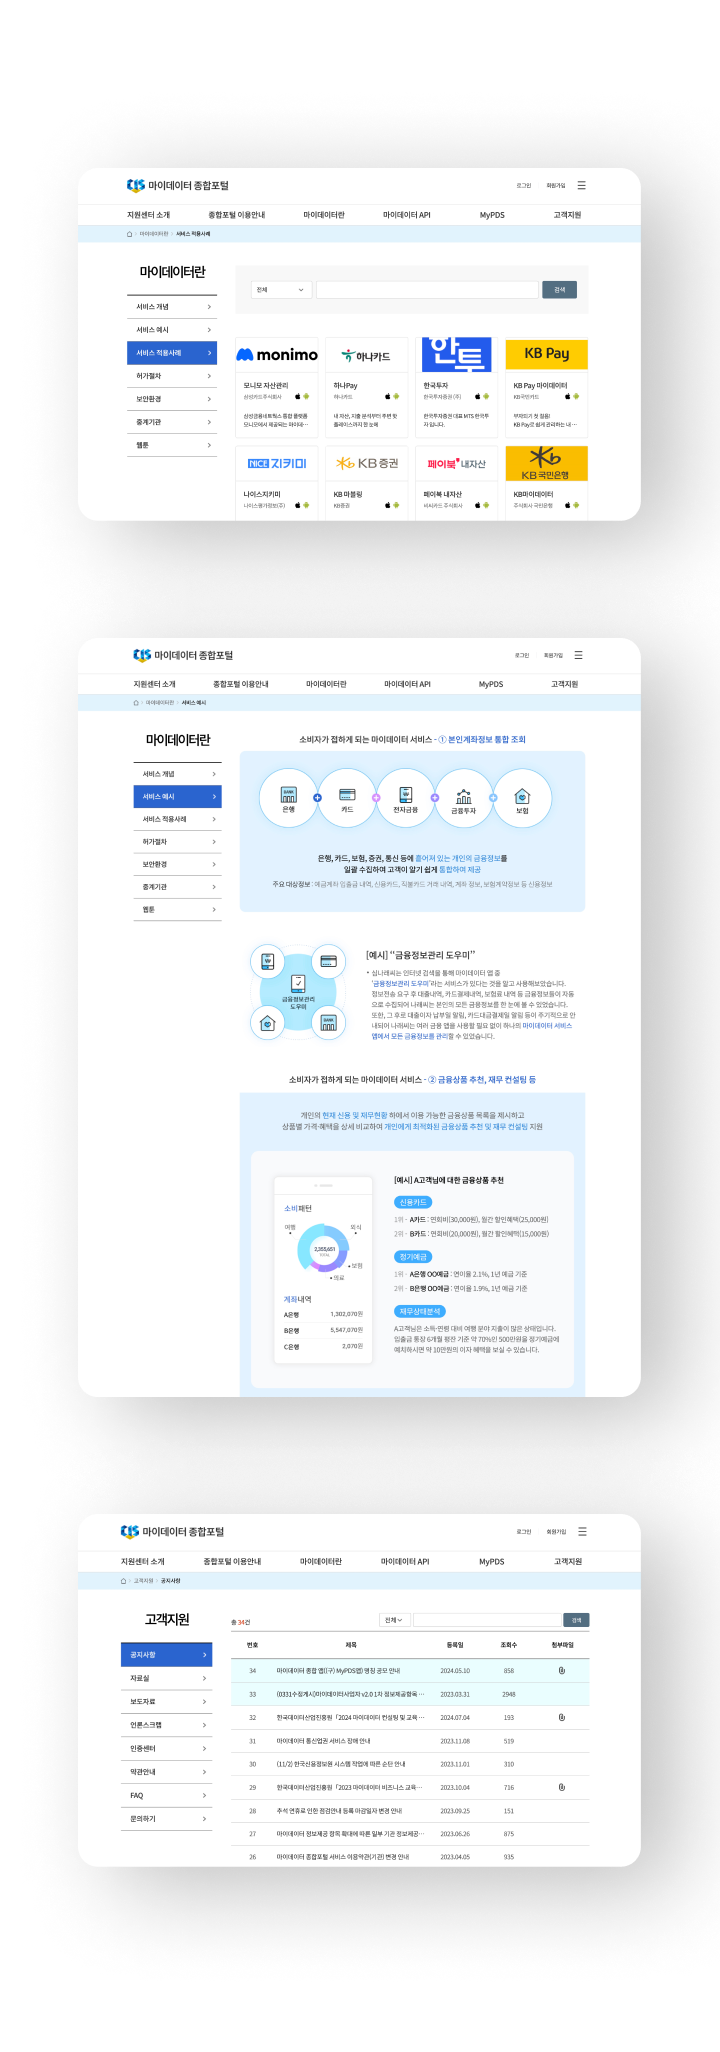 CIS 마이데이터 종합포털
로그인 회원가입
지원센터 소개 종합포털 이용안내 마이데이터란 마이데이터 API MyPDS 고객지원
마이데이터란 서비스 적용사례
마이데이터란
서비스 개념
서비스 예시
서비스 적용사례
허가절차
보안환경
중계기관
웹툰
전체 검색
monimo 하나카드 한투 KB Pay
모니모 자산관리 하나Pay 한국투자 KB Pay 마이데이터
삼성카드주식회사 하나카드 한국투자증권 (주) KB국민카드
삼성금융네트웍스 통합 플랫폼 내 자산, 지출 분석부터 주변 핫 한국투자증권 대표 MTS 한국투 부자되기 첫 걸음!
모니모에서 제공되는 마이데… 플레이스까지 한 눈에 자 입니다. KB Pay로 쉽게 관리하는 내 …
NICE 지키미 KB증권 페이북 내자산 KB국민은행
나이스지키미 KB 마블링 페이북 내자산 KB마이데이터
나이스평가정보(주) KB증권 비씨카드 주식회사 주식회사 국민은행
CIS 마이데이터 종합포털
로그인 회원가입
지원센터 소개 종합포털 이용안내 마이데이터란 마이데이터 API MyPDS 고객지원
마이데이터란 서비스 예시
마이데이터란
서비스 개념
서비스 예시
서비스 적용사례
허가절차
보안환경
중계기관
웹툰
소비자가 접하게 되는 마이데이터 서비스 - ① 본인계좌정보 통합 조회
BANK
은행 카드 전자금융 금융투자 보험
은행, 카드, 보험, 증권, 통신 등에 흩어져 있는 개인의 금융정보를
일괄 수집하여 고객이 알기 쉽게 통합하여 제공
주요 대상정보 : 예금계좌 입출금 내역, 신용카드, 직불카드 거래 내역, 계좌 정보, 보험계약정보 등 신용정보
금융정보관리
도우미
BANK
[예시] “금융정보관리 도우미”
• 심나래씨는 인터넷 검색을 통해 마이데이터 앱 중
'금융정보관리 도우미'라는 서비스가 있다는 것을 알고 사용해보았습니다.
정보전송 요구 후 대출내역, 카드결제내역, 보험료 내역 등 금융정보들이 자동
으로 수집되어 나래씨는 본인의 모든 금융정보를 한 눈에 볼 수 있었습니다.
또한, 그 후로 대출이자 납부일 알림, 카드대금결제일 알림 등이 주기적으로 안
내되어 나래씨는 여러 금융 앱을 사용할 필요 없이 하나의 마이데이터 서비스
앱에서 모든 금융정보를 관리할 수 있었습니다.
소비자가 접하게 되는 마이데이터 서비스 - ② 금융상품 추천, 재무 컨설팅 등
개인의 현재 신용 및 재무현황 하에서 이용 가능한 금융상품 목록을 제시하고
상품별 가격·혜택을 상세 비교하여 개인에게 최적화된 금융상품 추천 및 재무 컨설팅 지원
소비패턴
여행 외식
2,355,651
TOTAL
보험
의료
계좌내역
A은행 1,302,070원
B은행 5,547,070원
C은행 2,070원
[예시] A고객님에 대한 금융상품 추천
신용카드
1위 - A카드 : 연회비(30,000원), 월간 할인혜택(25,000원)
2위 - B카드 : 연회비(20,000원), 월간 할인혜택(15,000원)
정기예금
1위 - A은행 OO예금 : 연이율 2.1%, 1년 예금 기준
2위 - B은행 OO예금 : 연이율 1.9%, 1년 예금 기준
재무상태분석
A고객님은 소득·연령 대비 여행 분야 지출이 많은 상태입니다.
입출금 통장 6개월 평잔 기준 약 70%인 500만원을 정기예금에
예치하시면 약 10만원의 이자 혜택을 보실 수 있습니다.
CIS 마이데이터 종합포털
로그인 회원가입
지원센터 소개 종합포털 이용안내 마이데이터란 마이데이터 API MyPDS 고객지원
고객지원 공지사항
고객지원
공지사항
자료실
보도자료
언론스크랩
인증센터
약관안내
FAQ
문의하기
총 34건 전체 검색
번호 제목 등록일 조회수 첨부파일
34 마이데이터 종합 앱((구) MyPDS앱) 명칭 공모 안내 2024.05.10 858
33 (0331수정게시)마이데이터사업자 v2.0 1차 정보제공항목 … 2023.03.31 2948
32 한국데이터산업진흥원 「2024 마이데이터 컨설팅 및 교육 … 2024.07.04 193
31 마이데이터 통신업권 서비스 장애 안내 2023.11.08 519
30 (11/2) 한국신용정보원 시스템 작업에 따른 순단 안내 2023.11.01 310
29 한국데이터산업진흥원 「2023 마이데이터 비즈니스 교육… 2023.10.04 716
28 추석 연휴로 인한 점검안내 등록 마감일자 변경 안내 2023.09.25 151
27 마이데이터 정보제공 항목 확대에 따른 일부 기관 정보제공… 2023.06.26 875
26 마이데이터 종합포털 서비스 이용약관(기관) 변경 안내 2023.04.05 935